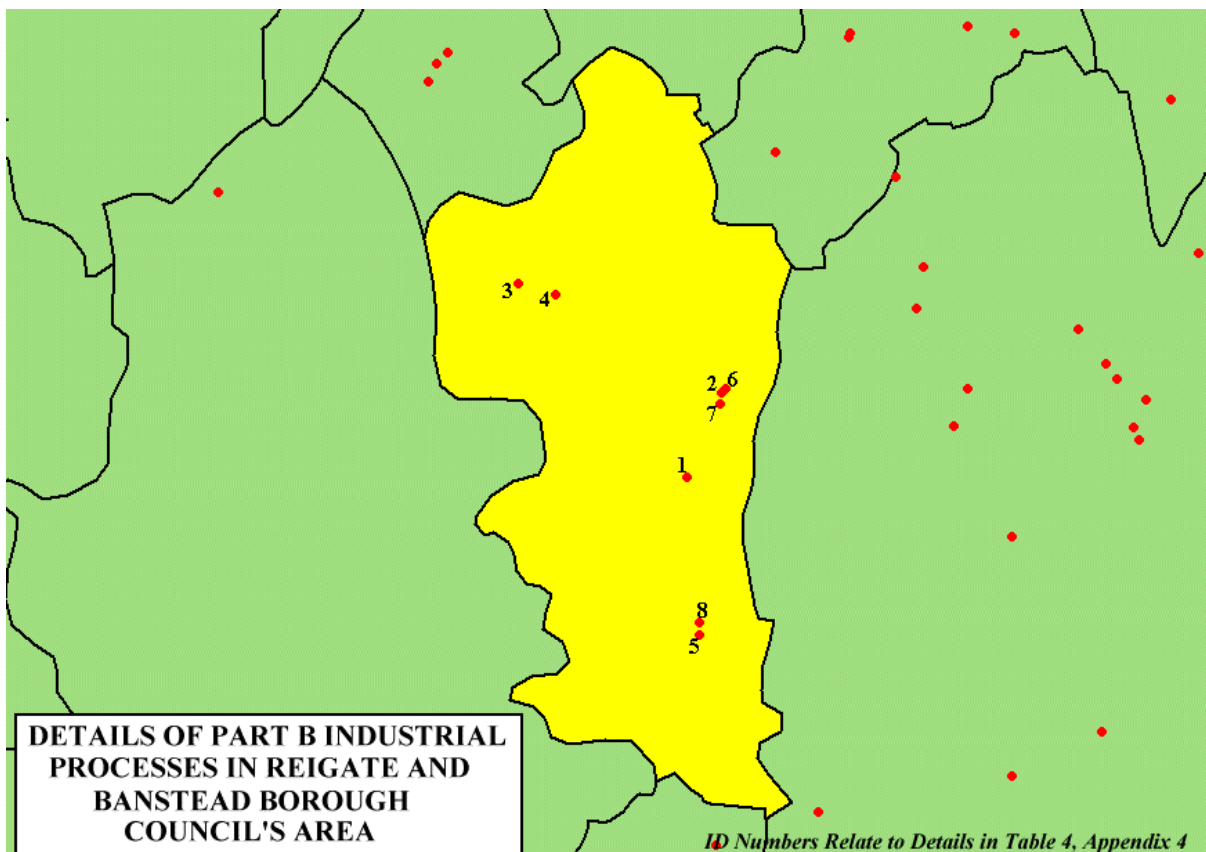 3
4
2
6
7
1
8
5
DETAILS OF PART B INDUSTRIAL
PROCESSES IN REIGATE AND
BANSTEAD BOROUGH
COUNCIL'S AREA
ID Numbers Relate to Details in Table 4, Appendix 4